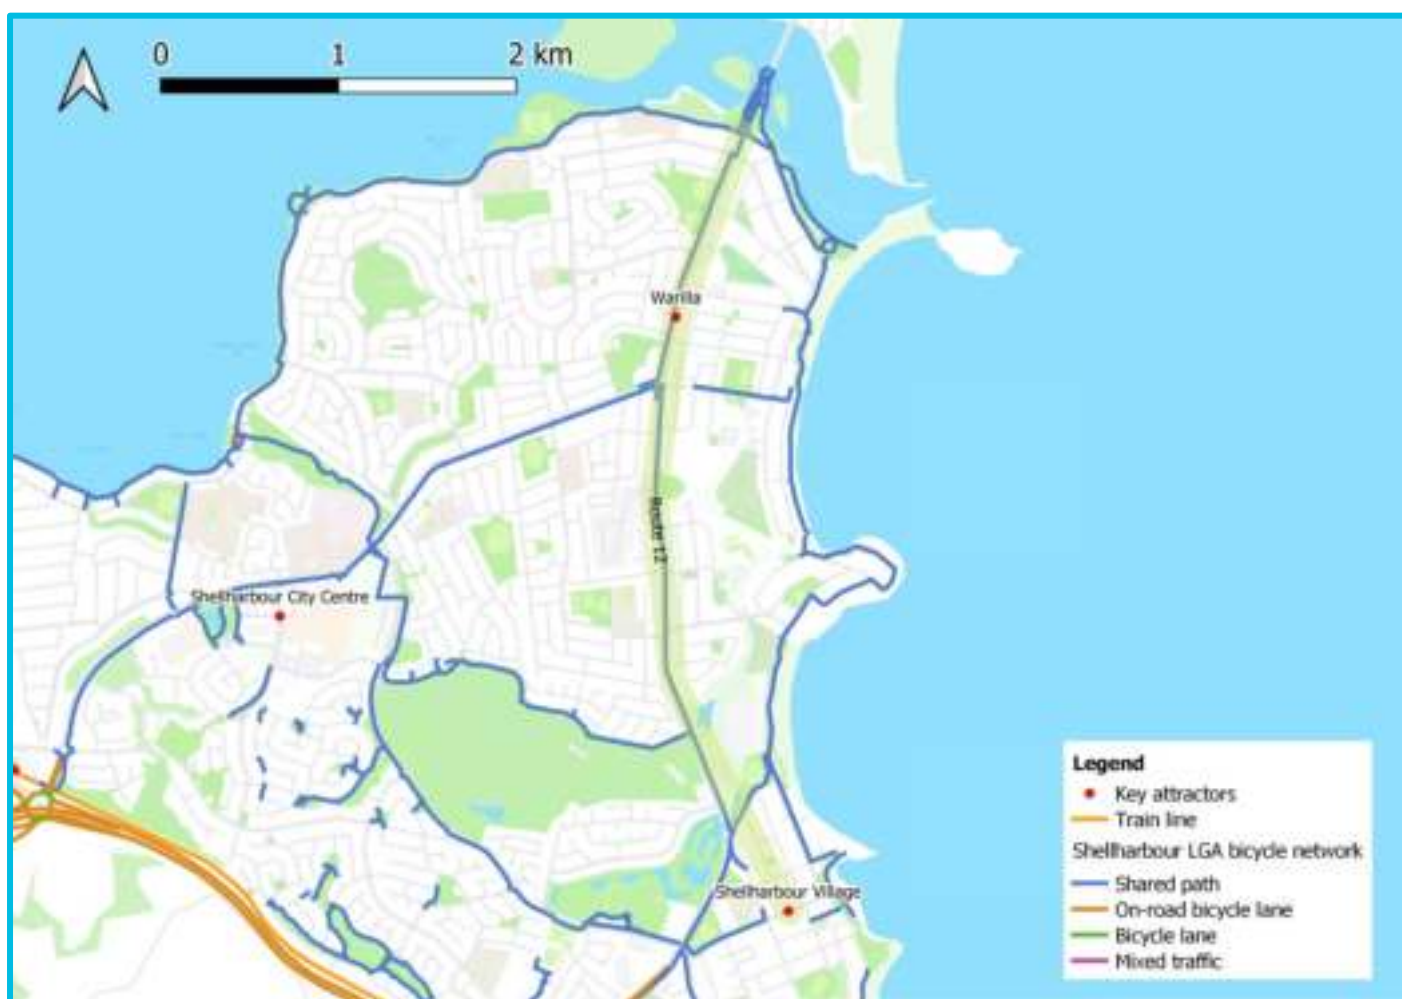 0 1 2 km
Warilla
Route 12
Shellharbour City Centre
Shellharbour Village
Legend
Key attractors
Train line
Shellharbour LGA bicycle network
Shared path
On-road bicycle lane
Bicycle lane
Mixed traffic